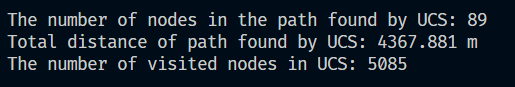 The number of nodes in the path found by UCS: 89
Total distance of path found by UCS: 4367.881 m
The number of visited nodes in UCS: 5085